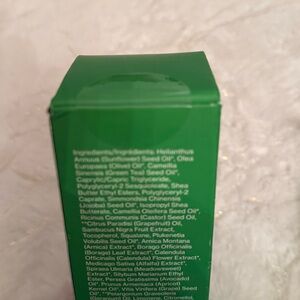 Ingredients/Ingrédients: Helianthus
Annuus (Sunflower) Seed Oil*, Olea
Europaea (Olive) Oil*, Camellia
Sinensis (Green Tea) Seed Oil*,
Caprylic/Capric Triglyceride,
Polyglyceryl-2 Sesquioleate, Shea
Butter Ethyl Esters, Polyglyceryl-2
Caprate, Simmondsia Chinensis
(Jojoba) Seed Oil*, Isopropyl Shea
Butterate, Camellia Oleifera Seed Oil*,
Ricinus Communis (Castor) Seed Oil,
**Citrus Paradisi (Grapefruit) Oil,
Sambucus Nigra Fruit Extract,
Tocopherol, Squalane, Plukenetia
Volubilis Seed Oil*, Arnica Montana
(Arnica) Extract*, Borago Officinalis
(Borage) Leaf Extract*, Calendula
Officinalis (Calendula) Flower Extract*,
Medicago Sativa (Alfalfa) Extract*,
Spiraea Ulmaria (Meadowsweet)
Extract*, Silybum Marianum Ethyl
Ester, Persea Gratissima (Avocado)
Oil*, Prunus Armeniaca (Apricot)
Kernel Oil*, Vitis Vinifera (Grape) Seed
Oil*, **Pelargonium Graveolens
(Geranium) Oil, Limonene, Citronellol,